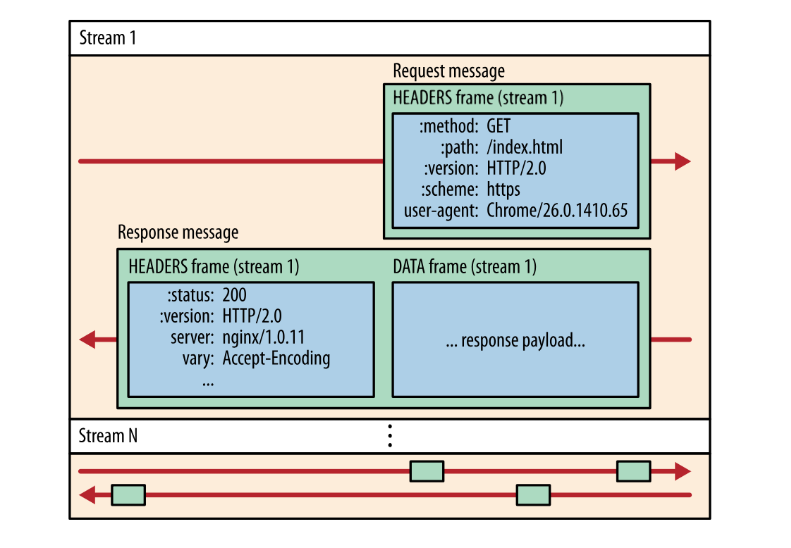 Stream 1
Request message
HEADERS frame (stream 1)
:method: GET
:path: /index.html
:version: HTTP/2.0
:scheme: https
user-agent: Chrome/26.0.1410.65
Response message
HEADERS frame (stream 1)
:status: 200
:version: HTTP/2.0
server: nginx/1.0.11
vary: Accept-Encoding
...
DATA frame (stream 1)
... response payload...
Stream N